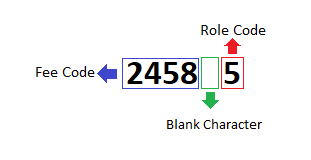 Role Code
Fee Code 2458 5
Blank Character